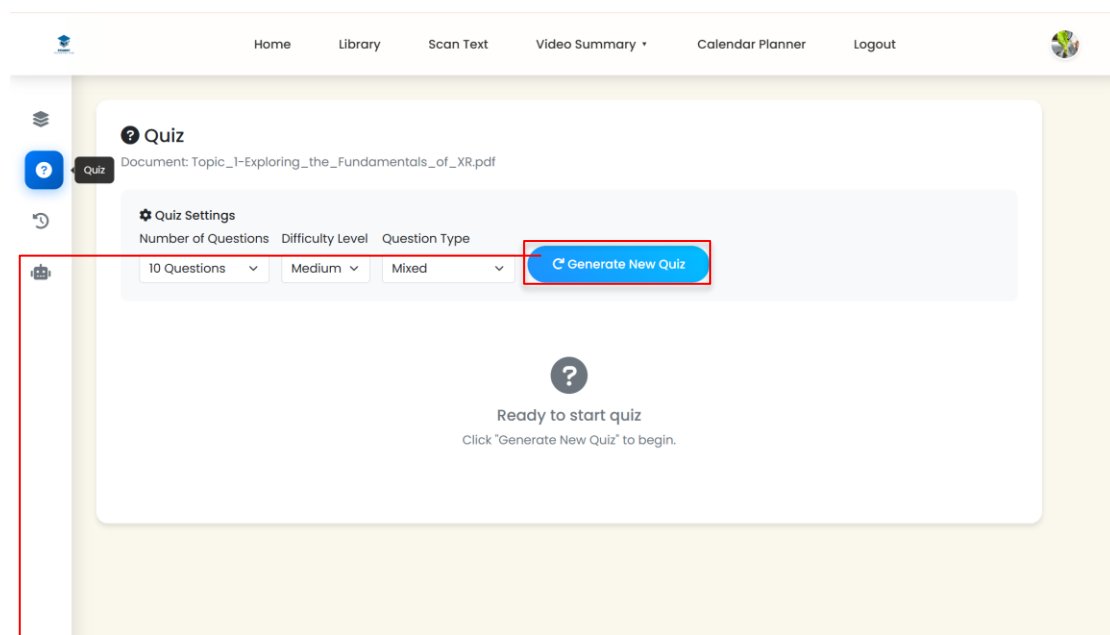 Home Library Scan Text Video Summary Calendar Planner Logout
Quiz
Quiz
Document: Topic_1-Exploring_the_Fundamentals_of_XR.pdf
Quiz Settings
Number of Questions Difficulty Level Question Type
10 Questions Medium Mixed Generate New Quiz
Ready to start quiz
Click "Generate New Quiz" to begin.